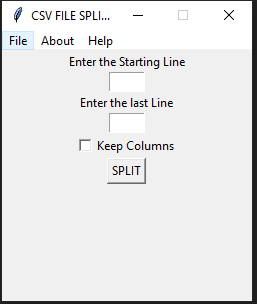 CSV FILE SPLI...
File About Help
Enter the Starting Line
Enter the last Line
Keep Columns
SPLIT